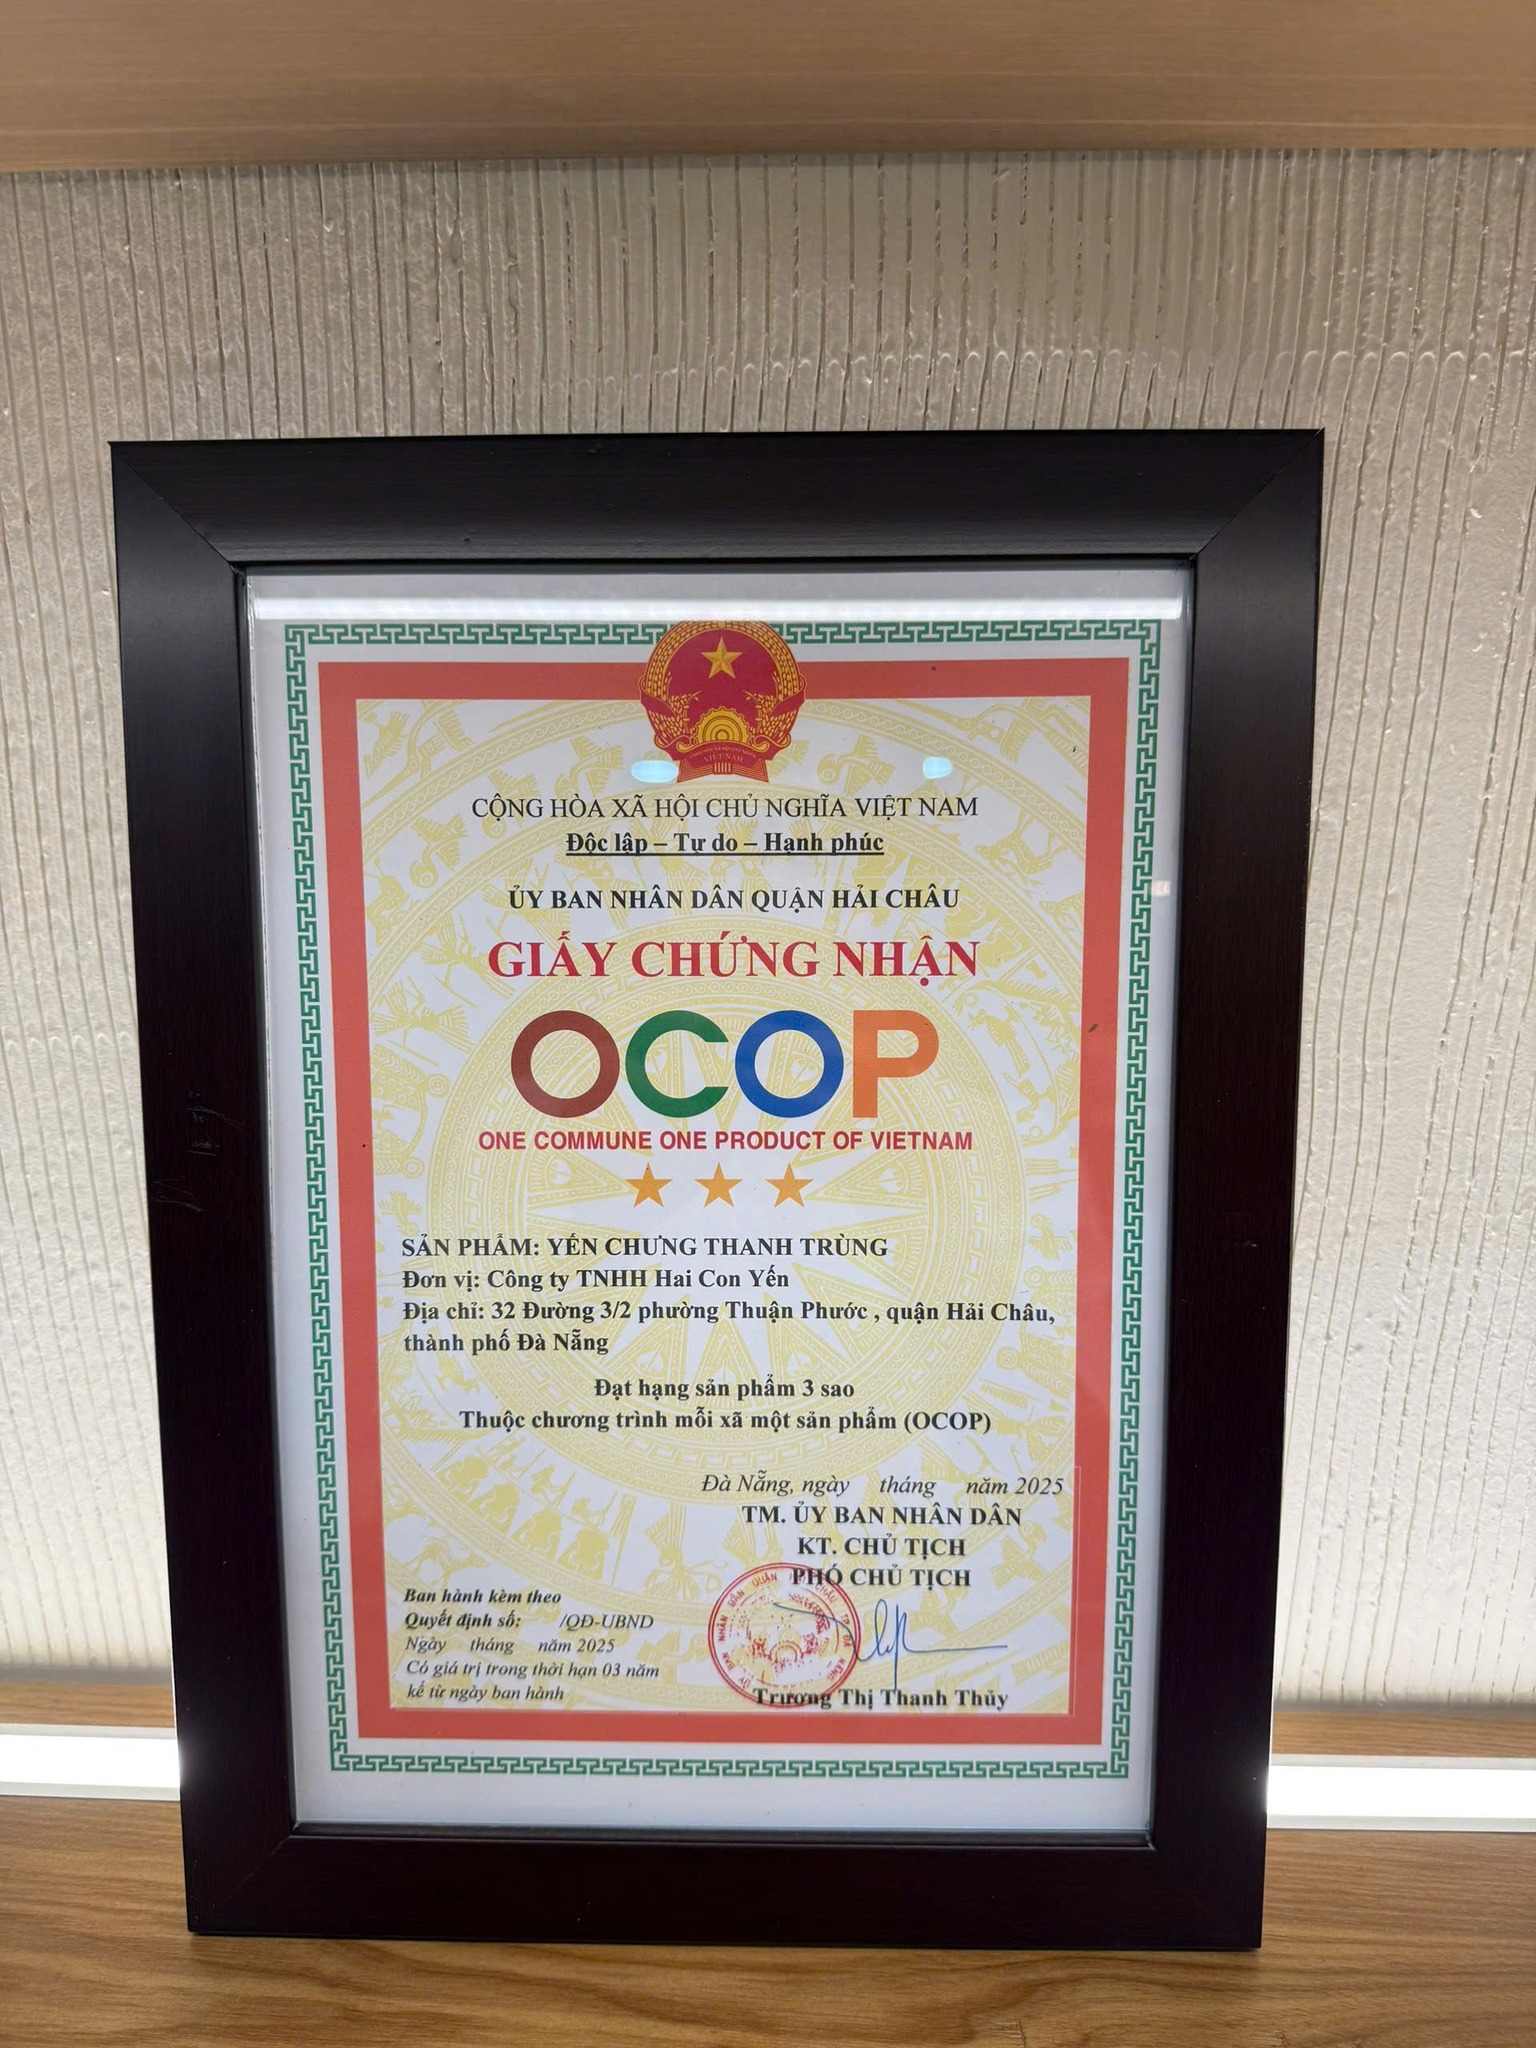 VIỆT NAM
CỘNG HÒA XÃ HỘI CHỦ NGHĨA VIỆT NAM
Độc lập – Tự do – Hạnh phúc
ỦY BAN NHÂN DÂN QUẬN HẢI CHÂU
GIẤY CHỨNG NHẬN
OCOP
ONE COMMUNE ONE PRODUCT OF VIETNAM
SẢN PHẨM: YẾN CHƯNG THANH TRÙNG
Đơn vị: Công ty TNHH Hai Con Yến
Địa chỉ: 32 Đường 3/2 phường Thuận Phước , quận Hải Châu,
thành phố Đà Nẵng
Đạt hạng sản phẩm 3 sao
Thuộc chương trình mỗi xã một sản phẩm (OCOP)
Đà Nẵng, ngày tháng năm 2025
TM. ỦY BAN NHÂN DÂN
KT. CHỦ TỊCH
PHÓ CHỦ TỊCH
Trương Thị Thanh Thủy
Ban hành kèm theo
Quyết định số: /QĐ-UBND
Ngày tháng năm 2025
Có giá trị trong thời hạn 03 năm
kể từ ngày ban hành